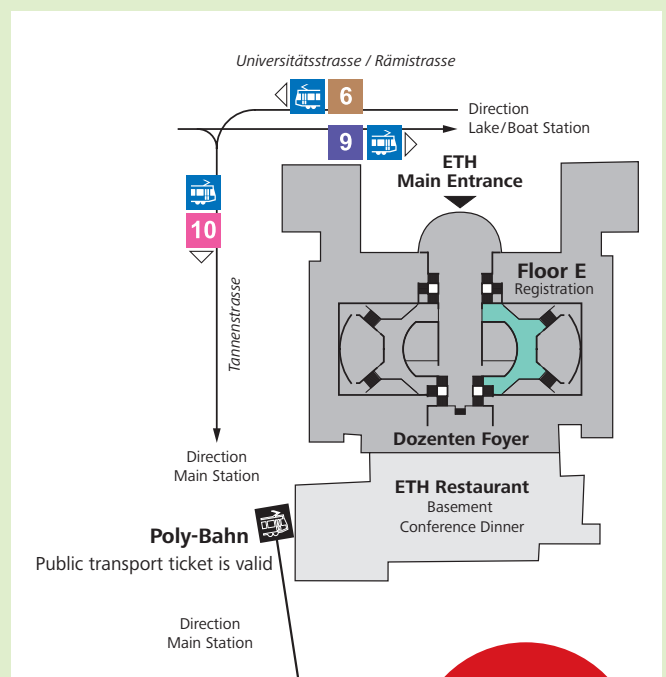 Universitätsstrasse / Rämistrasse
6
Direction
Lake/Boat Station
9
ETH
Main Entrance
10
Floor E
Registration
Tannenstrasse
Dozenten Foyer
Direction
Main Station
ETH Restaurant
Basement
Conference Dinner
Poly-Bahn
Public transport ticket is valid
Direction
Main Station